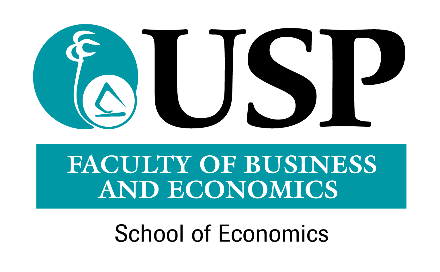 USP
FACULTY OF BUSINESS
AND ECONOMICS
School of Economics